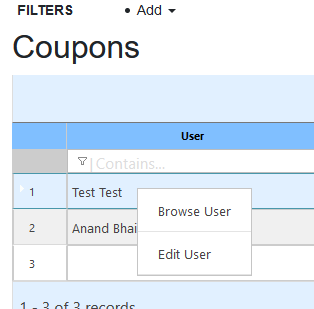 FILTERS • Add
Coupons
User
Contains...
1 Test Test
Browse User
2 Anand Bhai
Edit User
3
1 - 3 of 3 records